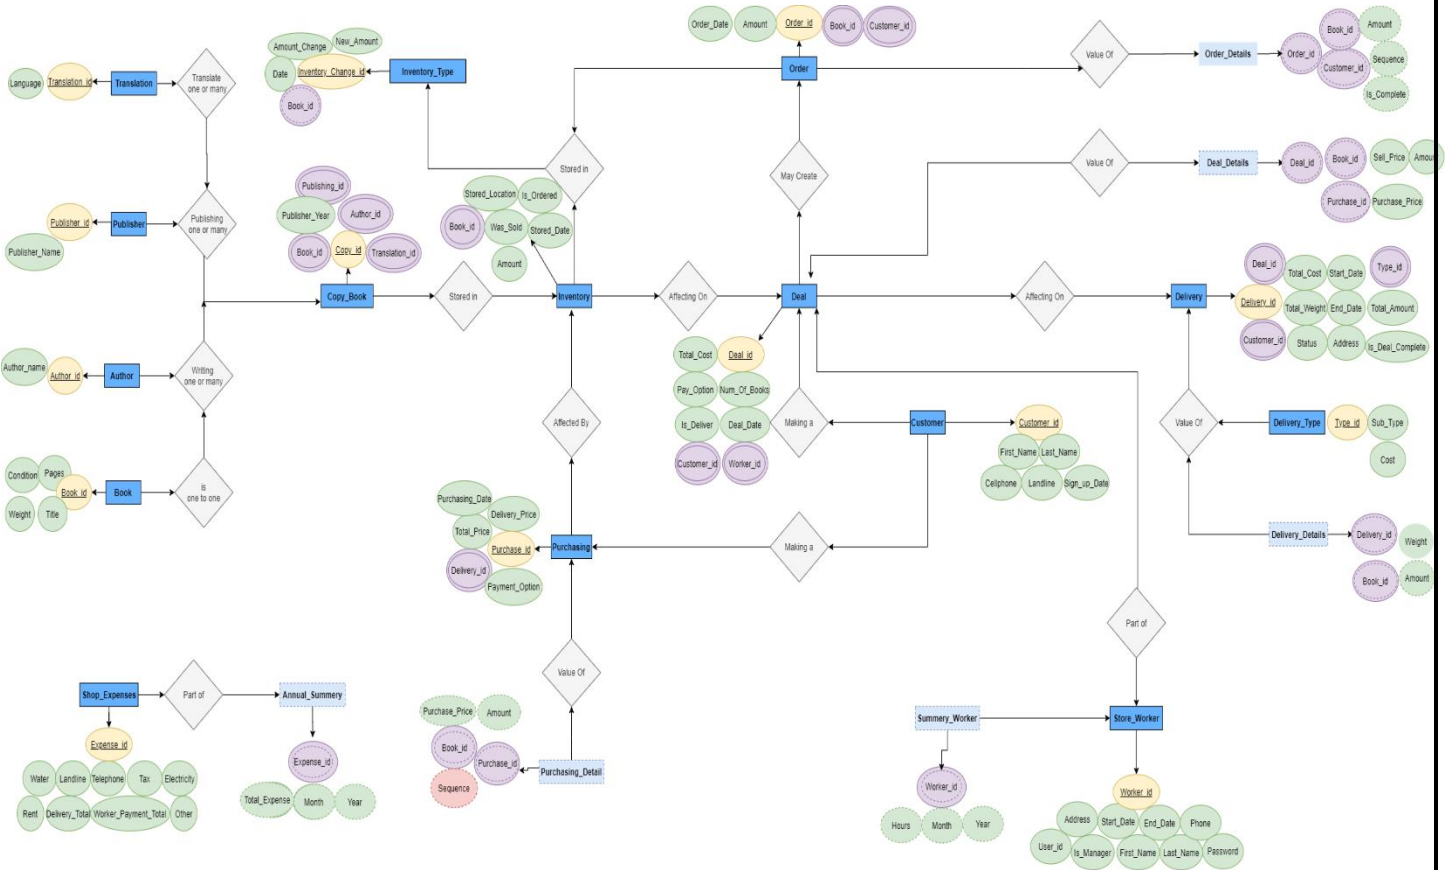 Order_Date
Amount
Order_id
Book_id
Customer_id
Order
Value Of
Order_Details
Order_id
Book_id
Amount
Customer_id
Sequence
Is_Complete
Language
Translation_id
Translation
Translate
one or many
Amount_Change
New_Amount
Date
Inventory_Change_id
Book_id
Inventory_Type
Stored in
May Create
Value Of
Deal_Details
Deal_id
Book_id
Sell_Price
Purchase_id
Purchase_Price
Publisher_id
Publisher_Name
Publisher
Publishing
one or many
Publishing_id
Publisher_Year
Author_id
Book_id
Copy_id
Translation_id
Copy_Book
Stored in
Stored_Location
Is_Ordered
Book_id
Was_Sold
Stored_Date
Amount
Inventory
Affecting On
Deal
Affecting On
Delivery
Deal_id
Total_Cost
Start_Date
Type_id
Delivery_id
Total_Weight
End_Date
Total_Amount
Customer_id
Status
Address
Is_Deal_Complete
Author_name
Author_id
Author
Writing
one or many
Condition
Pages
Book_id
Weight
Title
Book
is
one to one
Affected By
Total_Cost
Deal_id
Pay_Option
Num_Of_Books
Is_Deliver
Deal_Date
Customer_id
Worker_id
Making a
Customer
Customer_id
First_Name
Last_Name
Cellphone
Landline
Sign_up_Date
Value Of
Delivery_Type
Type_id
Sub_Type
Cost
Delivery_Details
Delivery_id
Weight
Book_id
Amount
Purchasing_Date
Delivery_Price
Total_Price
Purchase_id
Delivery_id
Payment_Option
Purchasing
Making a
Part of
Value Of
Shop_Expenses
Part of
Annual_Summery
Expense_id
Water
Landline
Telephone
Tax
Electricity
Rent
Delivery_Total
Worker_Payment_Total
Other
Expense_id
Total_Expense
Month
Year
Purchase_Price
Amount
Book_id
Purchase_id
Sequence
Purchasing_Detail
Summery_Worker
Store_Worker
Worker_id
Hours
Month
Year
Worker_id
Address
Start_Date
End_Date
Phone
User_id
Is_Manager
First_Name
Last_Name
Password